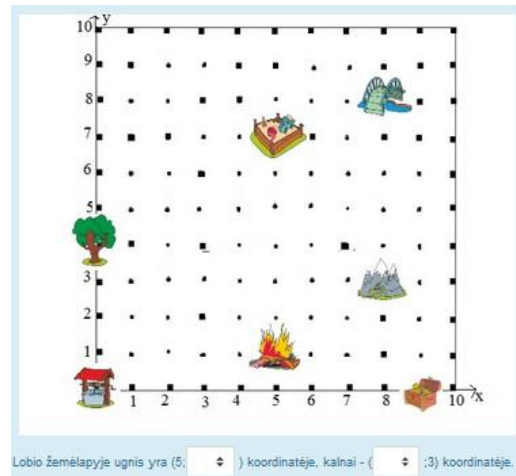 10 y
9
8
7
6
5
3
2
1
1 2 3 4 5 6 7 8 10 x
Lobio žemėlapyje ugnis yra (5; ) koordinatėje, kalnai - ( ;3) koordinatėje.